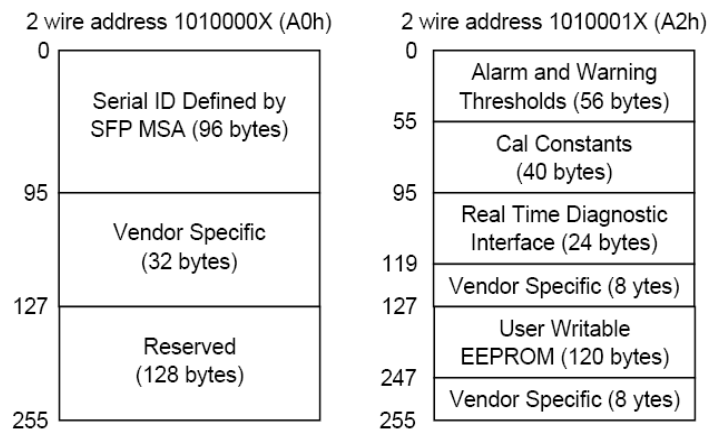 2 wire address 1010000X (A0h)
0
Serial ID Defined by
SFP MSA (96 bytes)
95
Vendor Specific
(32 bytes)
127
Reserved
(128 bytes)
255
2 wire address 1010001X (A2h)
0
Alarm and Warning
Thresholds (56 bytes)
55
Cal Constants
(40 bytes)
95
Real Time Diagnostic
Interface (24 bytes)
119
Vendor Specific (8 ytes)
127
User Writable
EEPROM (120 bytes)
247
Vendor Specific (8 ytes)
255